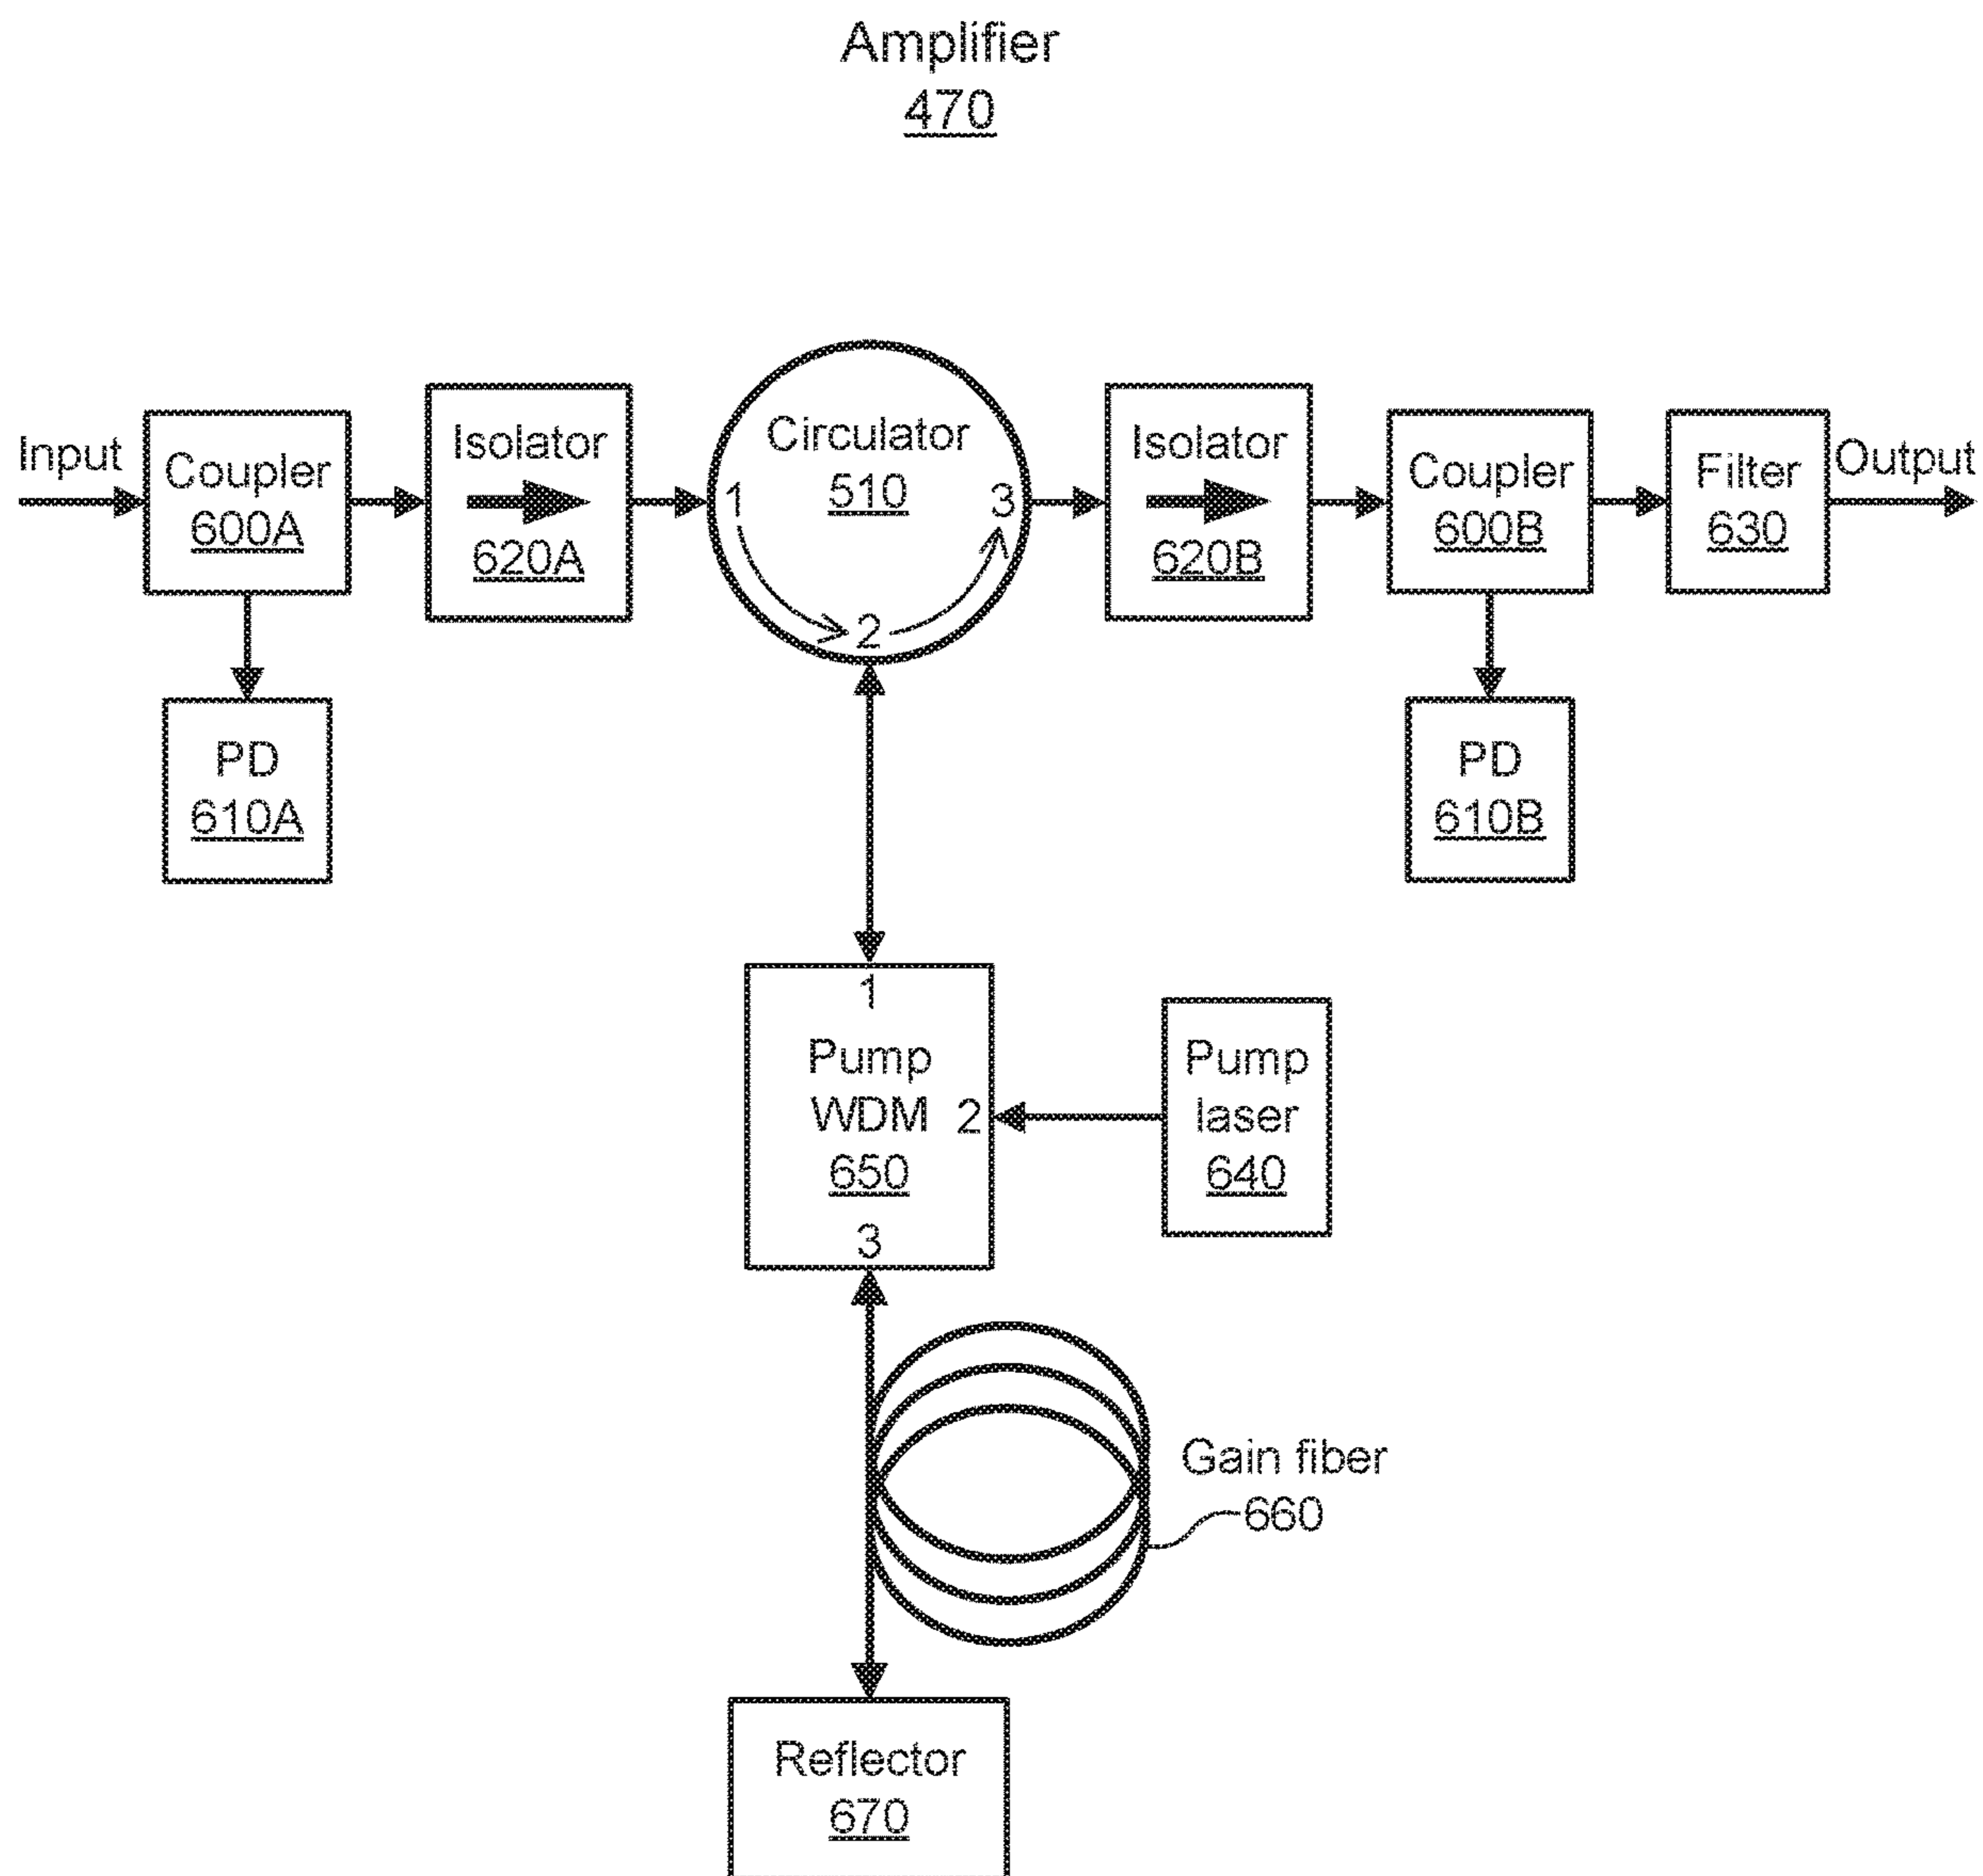 Amplifier
470
Input
Coupler
600A
Isolator
620A
Circulator
510
1
2
3
Isolator
620B
Coupler
600B
Filter
630
Output
PD
610A
PD
610B
1
Pump
WDM
650
2
3
Pump
laser
640
Gain fiber
660
Reflector
670